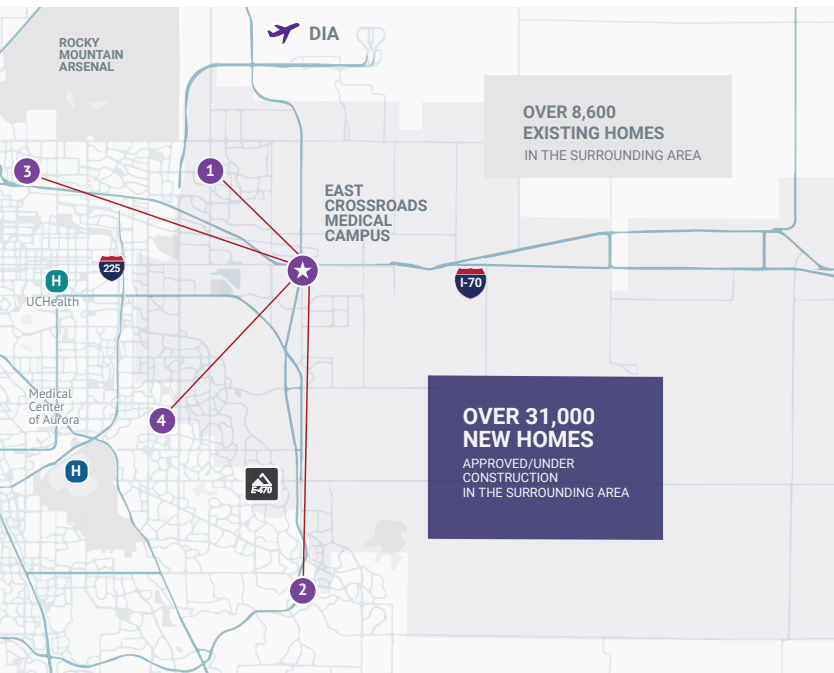 ROCKY
MOUNTAIN
ARSENAL
DIA
OVER 8,600
EXISTING HOMES
IN THE SURROUNDING AREA
3
1
EAST
CROSSROADS
MEDICAL
CAMPUS
225
H
UCHealth
I-70
Medical
Center
of Aurora
4
OVER 31,000
NEW HOMES
APPROVED/UNDER
CONSTRUCTION
IN THE SURROUNDING AREA
H
E-470
2